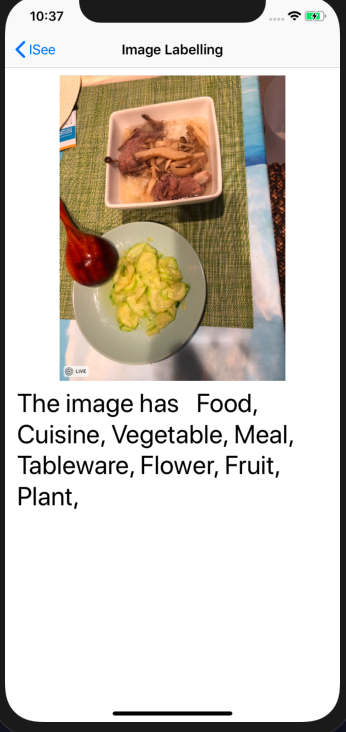 10:37
ISee
Image Labelling
LIVE
The image has   Food,
Cuisine, Vegetable, Meal,
Tableware, Flower, Fruit,
Plant,